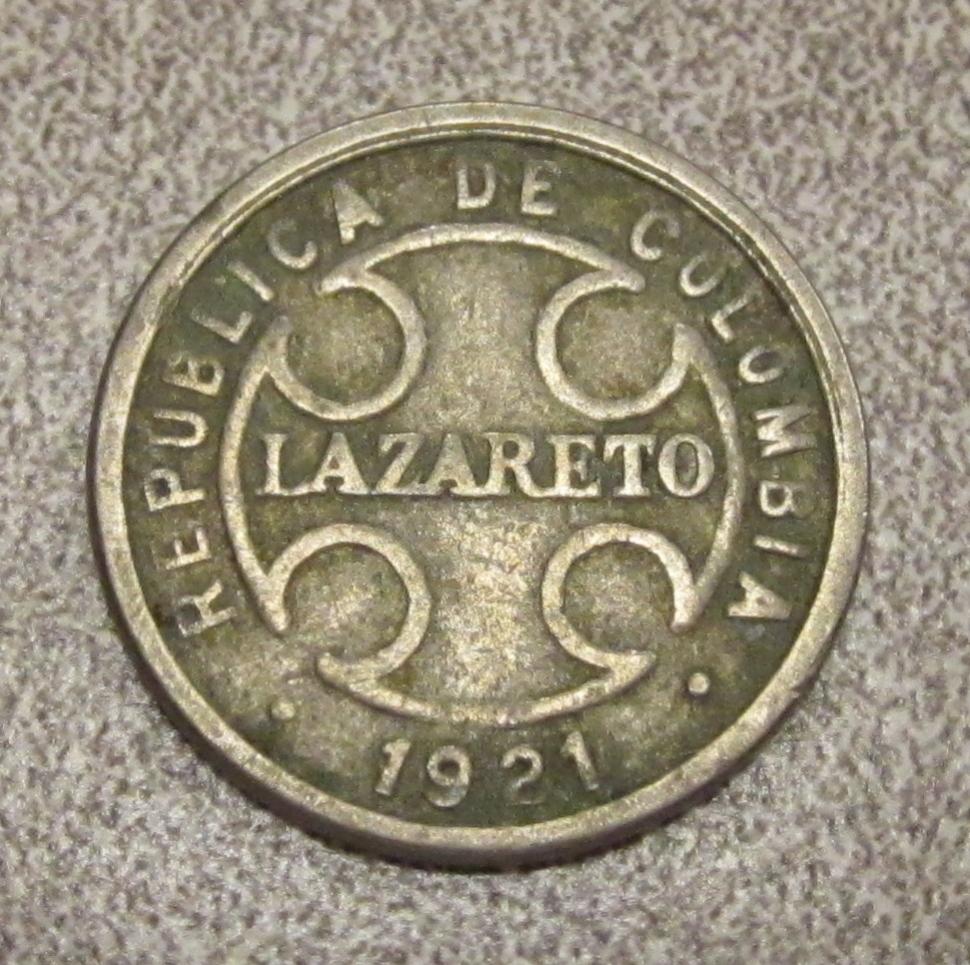 REPUBLICA DE COLOMBIA
LAZARETO
1921